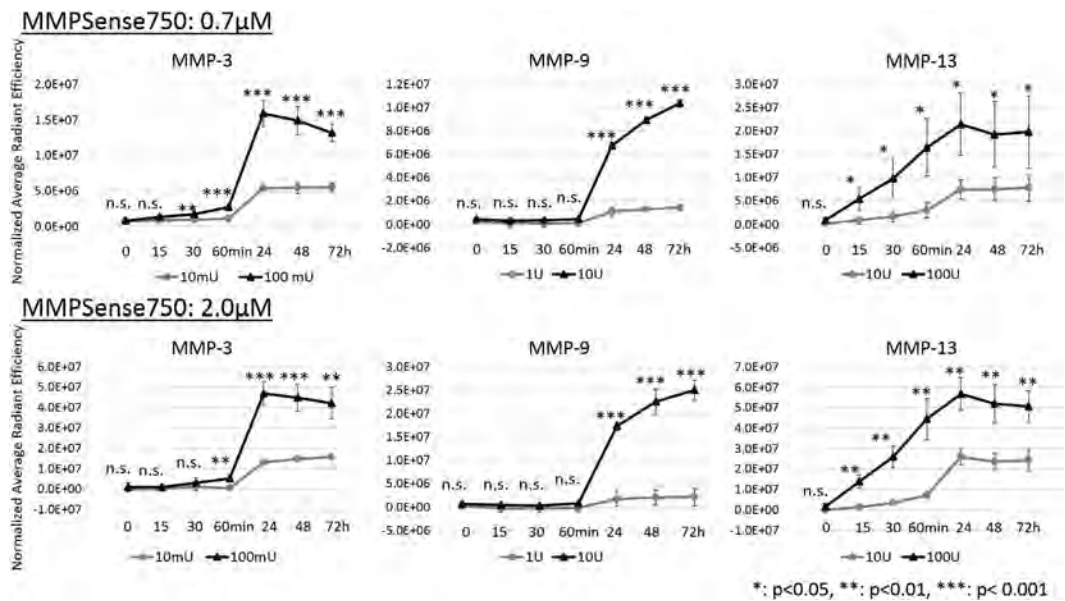 MMPSense750: 0.7μM
Normalized Average Radiant Efficiency
MMP-3
2.0E+07
1.5E+07
1.0E+07
5.0E+06
0.0E+00
n.s. n.s. ** *** *** *** ***
0 15 30 60min 24 48 72h
10mU 100 mU
MMP-9
1.2E+07
1.0E+07
8.0E+06
6.0E+06
4.0E+06
2.0E+06
0.0E+00
-2.0E+06
n.s. n.s. n.s. n.s. *** *** ***
0 15 30 60min 24 48 72h
1U 10U
MMP-13
3.0E+07
2.5E+07
2.0E+07
1.5E+07
1.0E+07
5.0E+06
0.0E+00
-5.0E+06
n.s. * * * * * *
0 15 30 60min 24 48 72h
10U 100U
MMPSense750: 2.0μM
Normalized Average Radiant Efficiency
MMP-3
6.0E+07
5.0E+07
4.0E+07
3.0E+07
2.0E+07
1.0E+07
0.0E+00
-1.0E+07
n.s. n.s. n.s. ** *** *** **
0 15 30 60min 24 48 72h
10mU 100mU
MMP-9
3.0E+07
2.5E+07
2.0E+07
1.5E+07
1.0E+07
5.0E+06
0.0E+00
-5.0E+06
n.s. n.s. n.s. n.s. *** *** ***
0 15 30 60min 24 48 72h
1U 10U
MMP-13
7.0E+07
6.0E+07
5.0E+07
4.0E+07
3.0E+07
2.0E+07
1.0E+07
0.0E+00
-1.0E+07
n.s. ** ** ** ** ** **
0 15 30 60min 24 48 72h
10U 100U
*: p<0.05, **: p<0.01, ***: p< 0.001